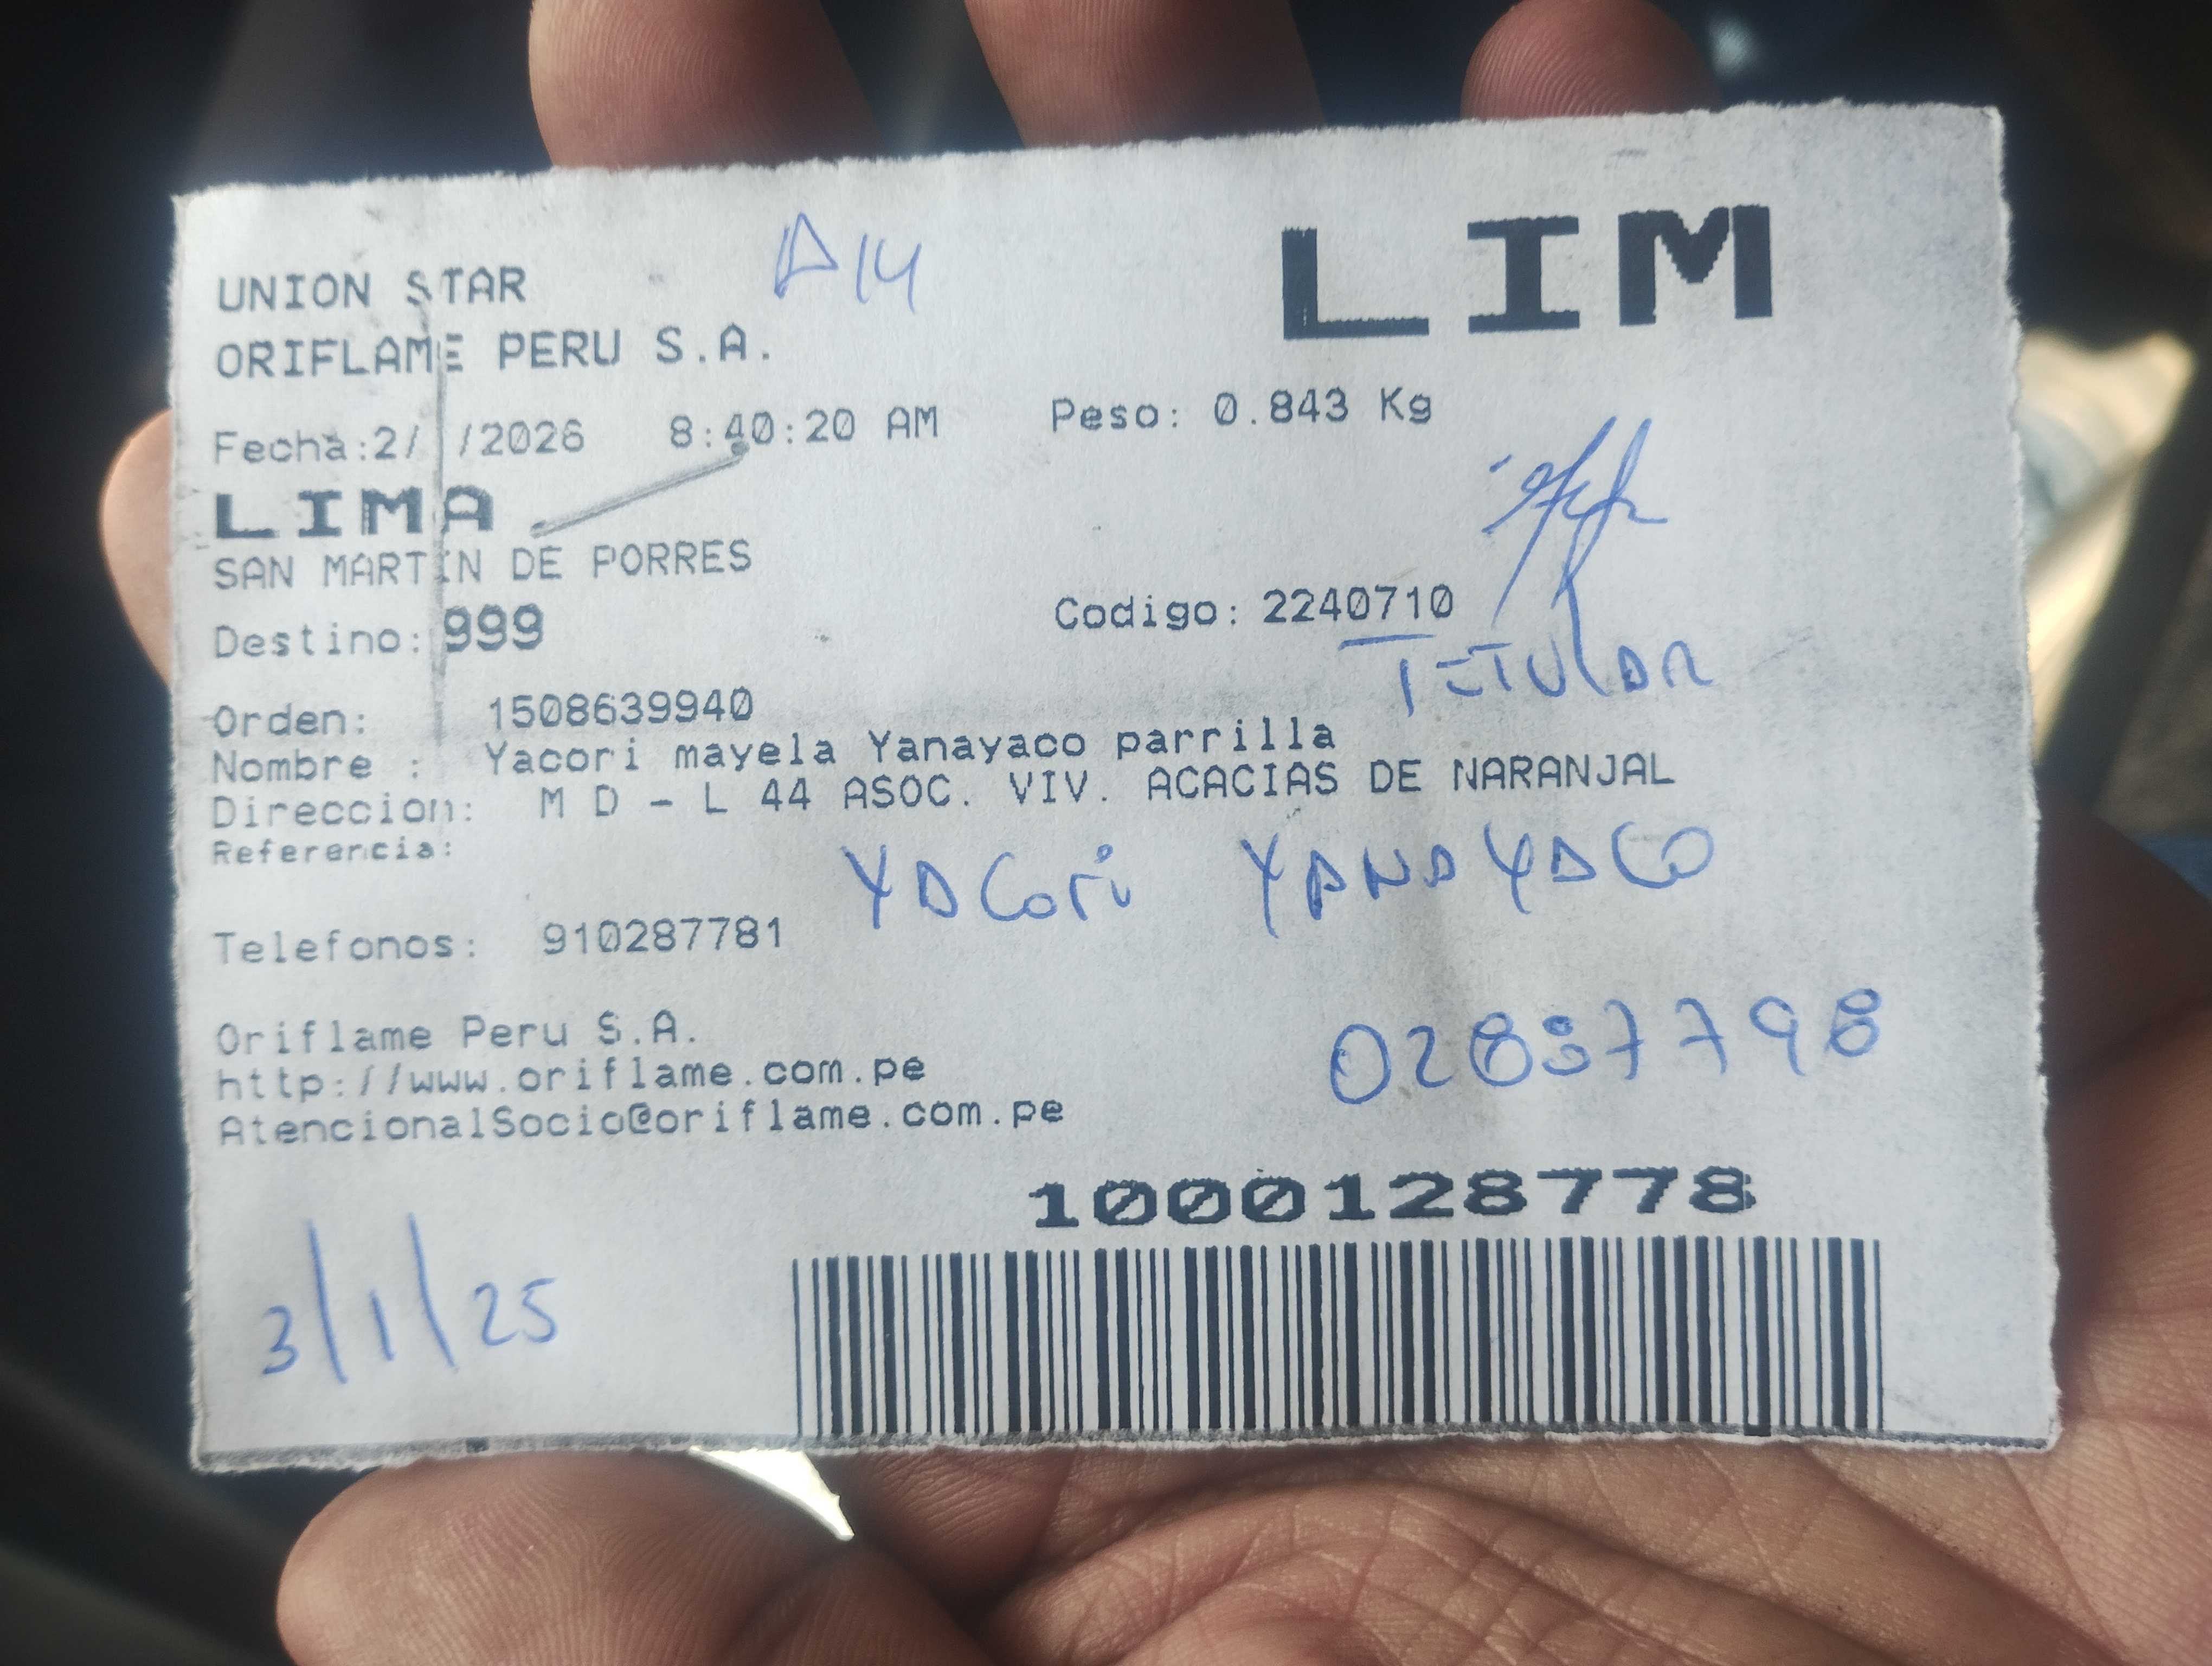 UNION STAR
A14
LIM
ORIFLAME PERU S.A.
Fecha:2/ /2026 8:40:20 AM Peso: 0.843 Kg
LIMA
SAN MARTIN DE PORRES
Destino: 999 Codigo: 2240710
TITULAR
Orden: 1508639940
Nombre : Yacori mayela Yanayaco parrilla
Direccion: M D - L 44 ASOC. VIV. ACACIAS DE NARANJAL
Referencia:
YACori YANAYACO
Telefonos: 910287781
Oriflame Peru S.A.
http://www.oriflame.com.pe
AtencionalSocio@oriflame.com.pe
1000128778
3/1/25